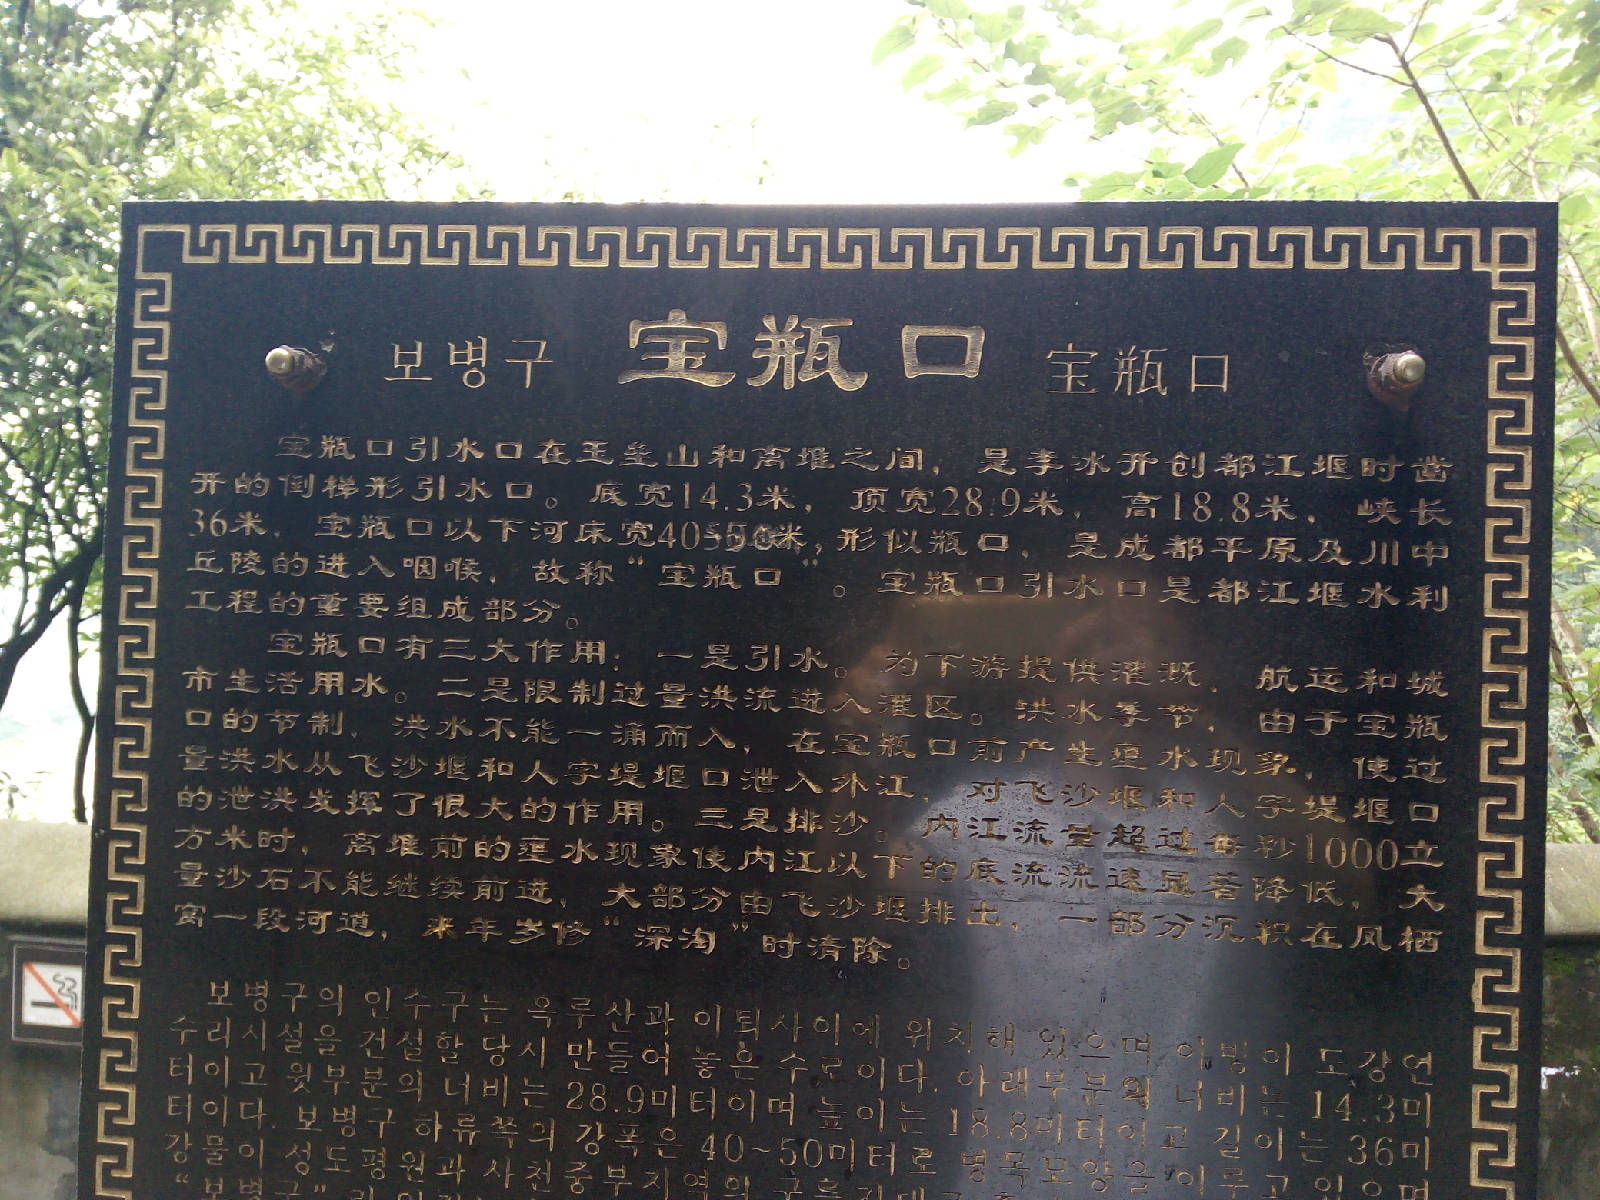 보병구 宝瓶口 宝瓶口
宝瓶口引水口在玉垒山和离堆之间，是李冰开创都江堰时凿
开的倒梯形引水口。底宽14.3米，顶宽28.9米，高18.8米，峡长
36米，宝瓶口以下河床宽40-50米，形似瓶口，是成都平原及川中
丘陵的进入咽喉，故称“宝瓶口”。宝瓶口引水口是都江堰水利
工程的重要组成部分。
宝瓶口有三大作用：一是引水。为下游提供灌溉，航运和城
市生活用水。二是限制过量洪流进入灌区。洪水季节，由于宝瓶
口的节制，洪水不能一涌而入，在宝瓶口前产生壅水现象，使过
量洪水从飞沙堰和人字堤堰口泄入外江，对飞沙堰和人字堤堰口
的泄洪发挥了很大的作用。三是排沙。内江流量超过每秒1000立
方米时，离堆前的壅水现象使内江以下的底流流速显著降低，大
量沙石不能继续前进，大部分由飞沙堰排出，一部分沉积在凤栖
窝一段河道，来年岁修“深淘”时清除。
보병구의 인수구는 옥루산과 이퇴사이에 위치해 있으며 이빙이 도강언
수리시설을 건설할 당시 만들어 놓은 수로이다. 아래부분의 너비는 14.3미
터이고 윗부분의 너비는 28.9미터이며 높이는 18.8미터이고 길이는 36미
터이다. 보병구 하류쪽의 강폭은 40~50미터로 병목모양을 이루고 있으며
강물이 성도평원과 사천중부지역의
“보병구”